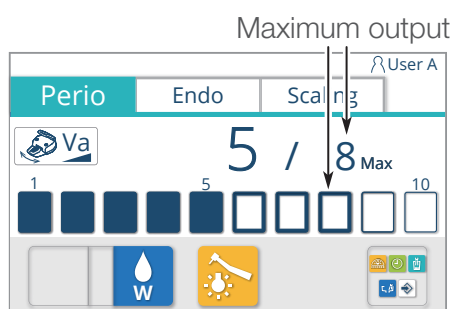 Maximum output
User A
Perio Endo Scaling
Va 5 / 8 Max
1 5 10
W